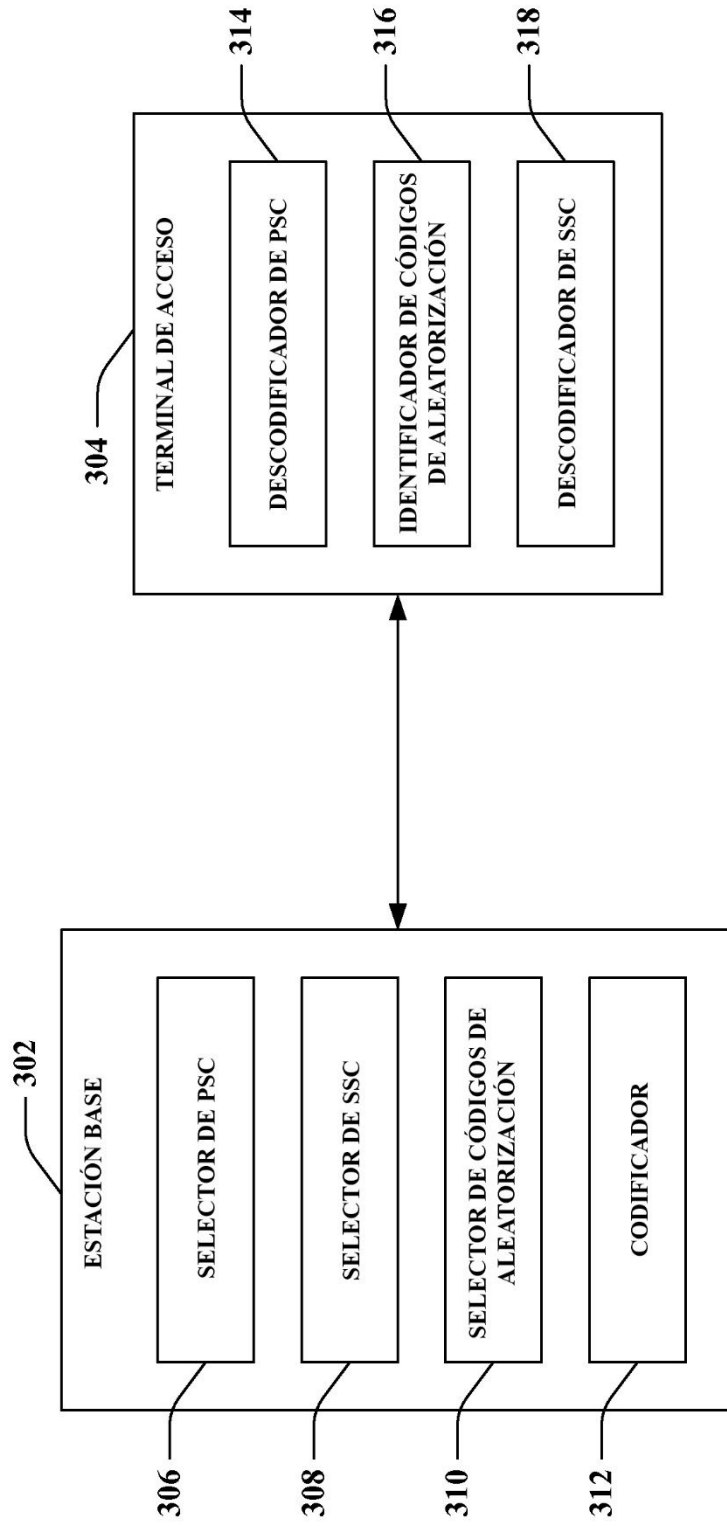 302
ESTACIÓN BASE
SELECTOR DE PSC
306
SELECTOR DE SSC
308
SELECTOR DE CÓDIGOS DE
ALEATORIZACIÓN
310
CODIFICADOR
312
304
TERMINAL DE ACCESO
DESCODIFICADOR DE PSC
314
IDENTIFICADOR DE CÓDIGOS
DE ALEATORIZACIÓN
316
DESCODIFICADOR DE SSC
318